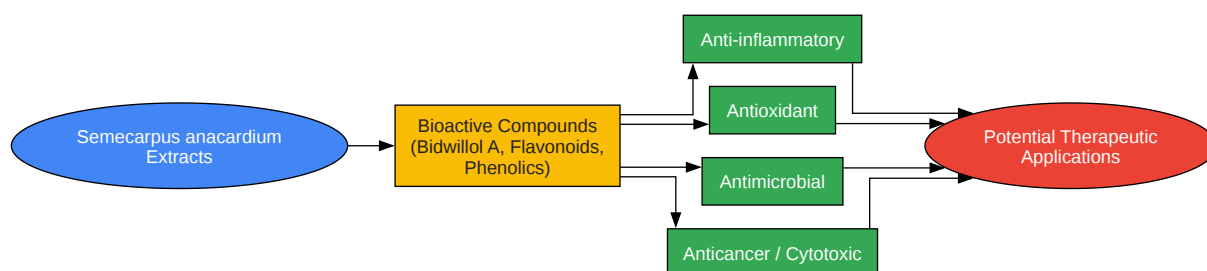 Semecarpus anacardium
Extracts
Bioactive Compounds
(Bidwillol A, Flavonoids,
Phenolics)
Anti-inflammatory
Antioxidant
Antimicrobial
Anticancer / Cytotoxic
Potential Therapeutic
Applications